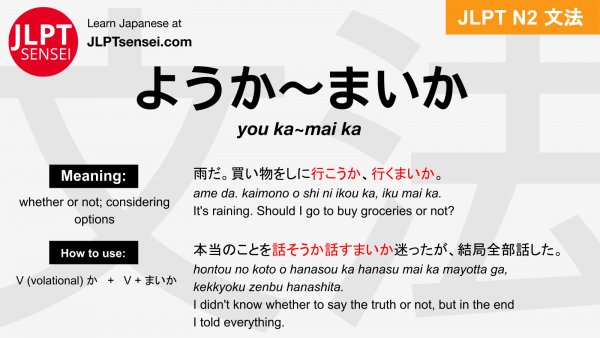 JLPT
SENSEI
Learn Japanese at
JLPTsensei.com
JLPT N2 文法
ようか～まいか
you ka~mai ka
Meaning:
whether or not; considering
options
How to use:
V (volational) か + V + まいか
雨だ。買い物をしに行こうか、行くまいか。
ame da. kaimono o shi ni ikou ka, iku mai ka.
It's raining. Should I go to buy groceries or not?
本当のことを話そうか話すまいか迷ったが、結局全部話した。
hontou no koto o hanasou ka hanasu mai ka mayotta ga,
kekkyoku zenbu hanashita.
I didn't know whether to say the truth or not, but in the end
I told everything.
文法